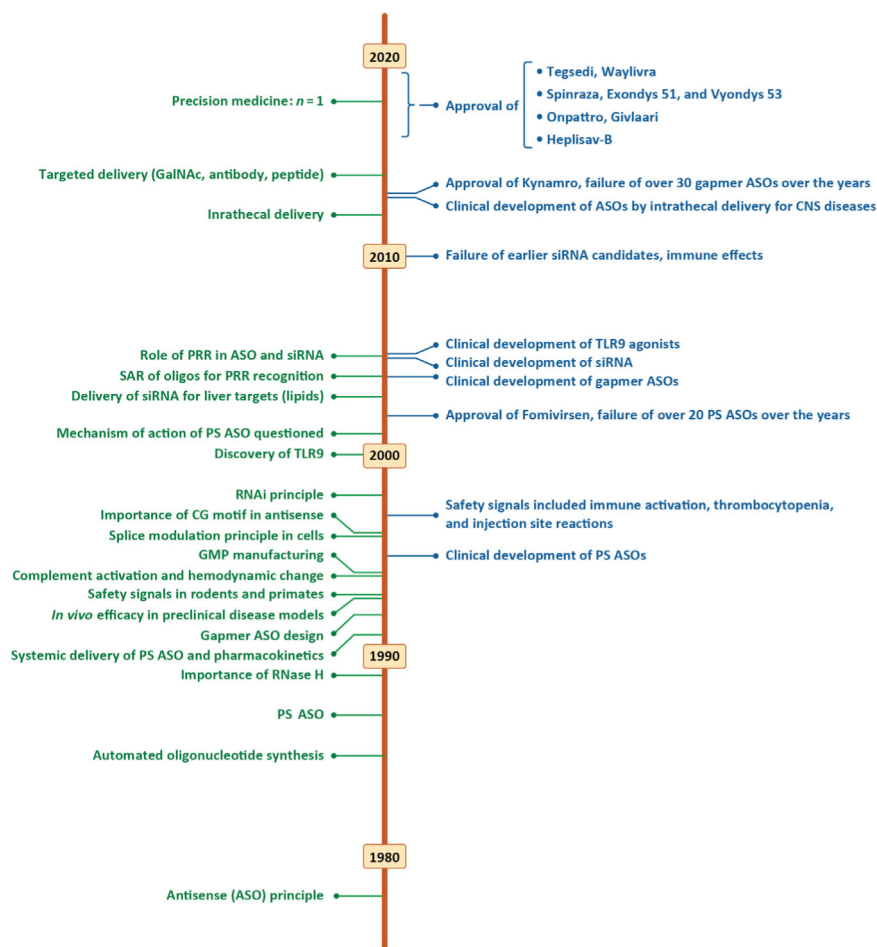 2020
Precision medicine: n = 1
Approval of
• Tegsedi, Waylivra
• Spinraza, Exondys 51, and Vyondys 53
• Onpattro, Givlaari
• Heplisav-B
Targeted delivery (GalNAc, antibody, peptide)
Approval of Kynamro, failure of over 30 gapmer ASOs over the years
Clinical development of ASOs by intrathecal delivery for CNS diseases
Inrathecal delivery
2010
Failure of earlier siRNA candidates, immune effects
Clinical development of TLR9 agonists
Role of PRR in ASO and siRNA
Clinical development of siRNA
SAR of oligos for PRR recognition
Clinical development of gapmer ASOs
Delivery of siRNA for liver targets (lipids)
Approval of Fomivirsen, failure of over 20 PS ASOs over the years
Mechanism of action of PS ASO questioned
Discovery of TLR9
2000
RNAi principle
Safety signals included immune activation, thrombocytopenia,
and injection site reactions
Importance of CG motif in antisense
Splice modulation principle in cells
GMP manufacturing
Clinical development of PS ASOs
Complement activation and hemodynamic change
Safety signals in rodents and primates
In vivo efficacy in preclinical disease models
Gapmer ASO design
Systemic delivery of PS ASO and pharmacokinetics
1990
Importance of RNase H
PS ASO
Automated oligonucleotide synthesis
1980
Antisense (ASO) principle